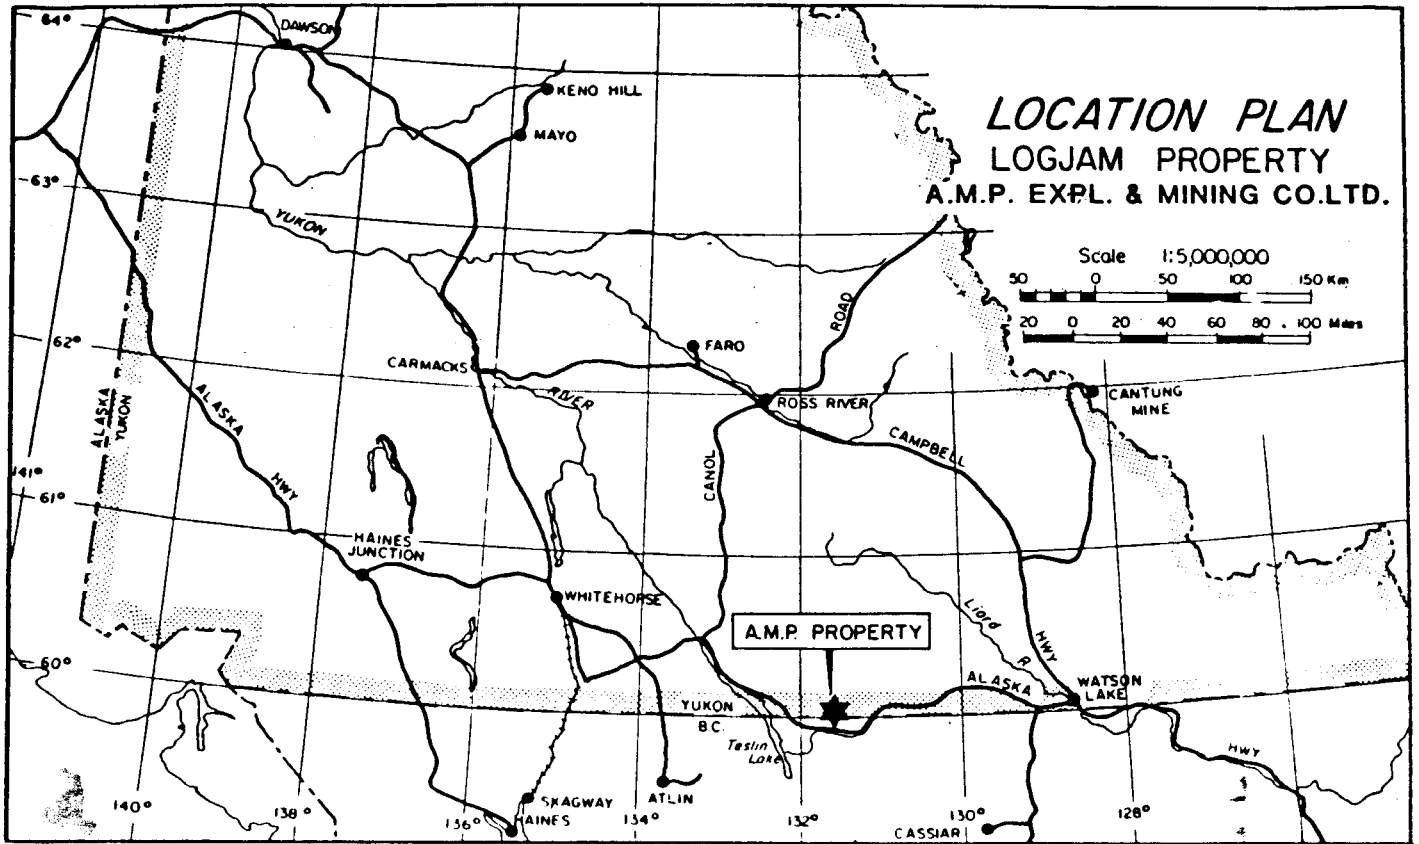 64°
DAWSON
KENO HILL
MAYO
LOCATION PLAN
LOGJAM PROPERTY
A.M.P. EXPL. & MINING CO.LTD.
63°
YUKON
Scale 1:5,000,000
50 0 50 100 150 Km
20 0 20 40 60 80 100 Miles
ROAD
62°
FARO
CARMACKS
RIVER
ROSS RIVER
CANTUNG
MINE
ALASKA
YUKON
ALASKA
HWY
CAMPBELL
CANOL
141°
61°
HAINES
JUNCTION
WHITEHORSE
A.M.P. PROPERTY
Liard
R.
HWY
60°
ALASKA
WATSON
LAKE
YUKON
B.C.
Teslin
Lake
HWY
140°
138°
136°
SKAGWAY
HAINES
134°
ATLIN
132°
130°
CASSIAR
128°